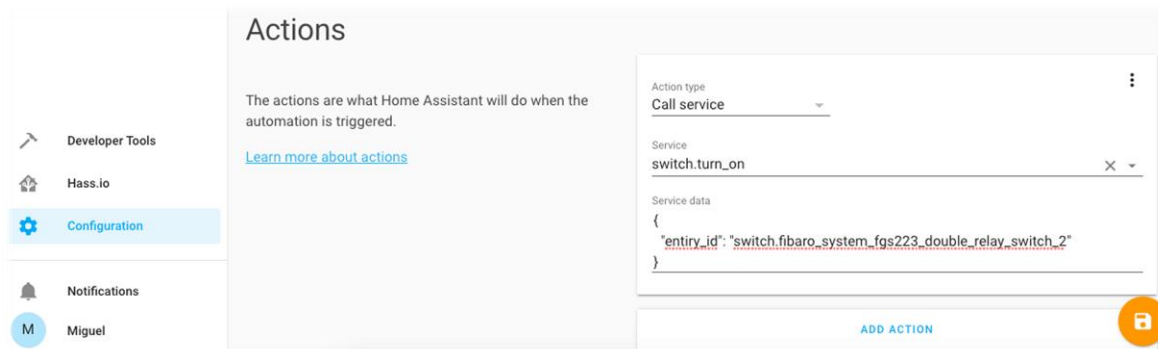 Actions
The actions are what Home Assistant will do when the
automation is triggered.
Learn more about actions
Developer Tools
Hass.io
Configuration
Notifications
M
Miguel
Action type
Call service
Service
switch.turn_on
Service data
{
"entiry_id": "switch.fibaro_system_fgs223_double_relay_switch_2"
}
ADD ACTION